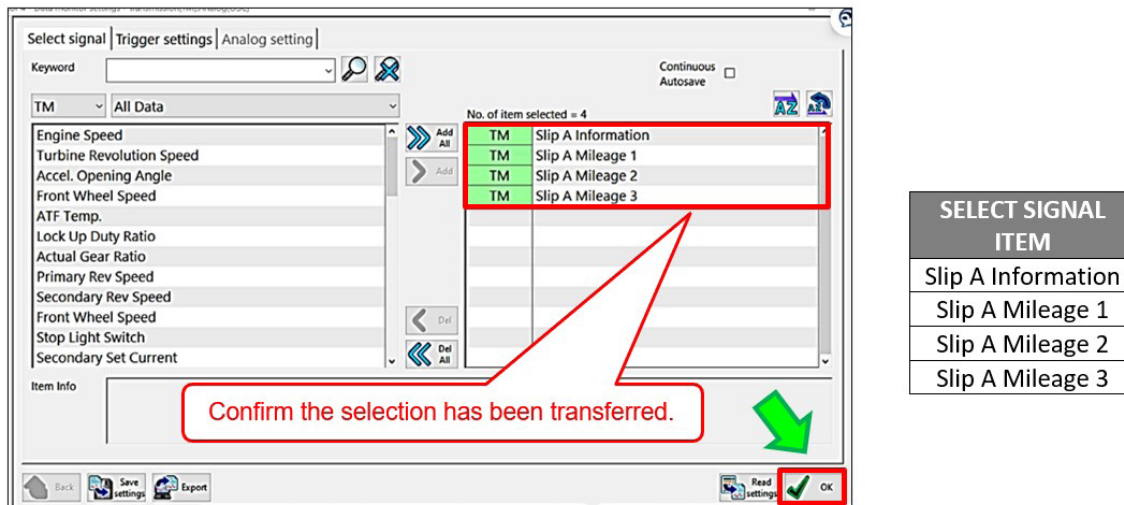 Select signal Trigger settings Analog setting
Keyword
Continuous
Autosave
TM All Data
No. of item selected = 4
Engine Speed
Turbine Revolution Speed
Accel. Opening Angle
Front Wheel Speed
ATF Temp.
Lock Up Duty Ratio
Actual Gear Ratio
Primary Rev Speed
Secondary Rev Speed
Front Wheel Speed
Stop Light Switch
Secondary Set Current
Add All
Add
Del
Del All
AZ
TM Slip A Information
TM Slip A Mileage 1
TM Slip A Mileage 2
TM Slip A Mileage 3
Item Info
Confirm the selection has been transferred.
Back
Save settings
Export
Read settings
OK
SELECT SIGNAL
ITEM
Slip A Information
Slip A Mileage 1
Slip A Mileage 2
Slip A Mileage 3